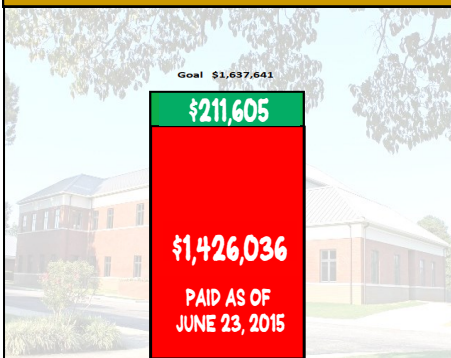 Goal $1,637,641
$211,605
$1,426,036
PAID AS OF
JUNE 23, 2015